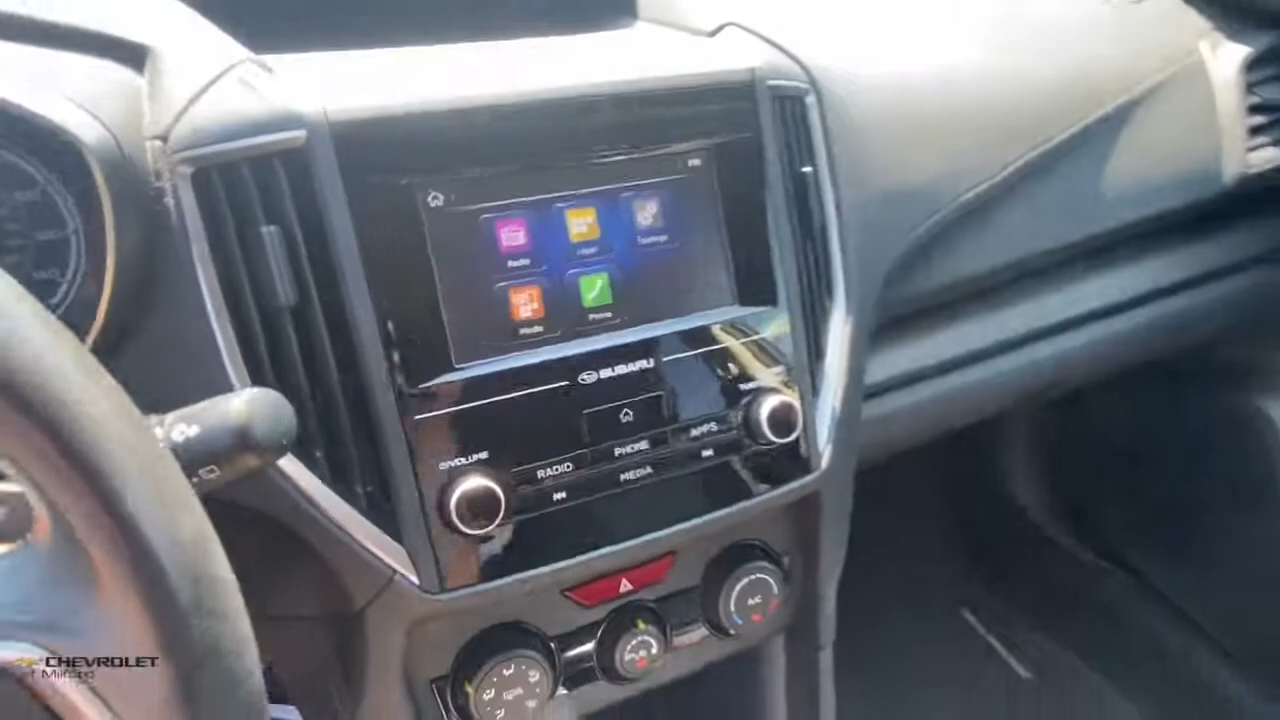 Radio
Settings
Media
Phone
SUBARU
VOLUME
RADIO
PHONE
APPS
MEDIA
A/C
CHEVROLET